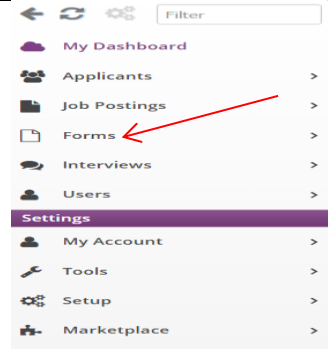 Filter
My Dashboard
Applicants
Job Postings
Forms
Interviews
Users
Settings
My Account
Tools
Setup
Marketplace